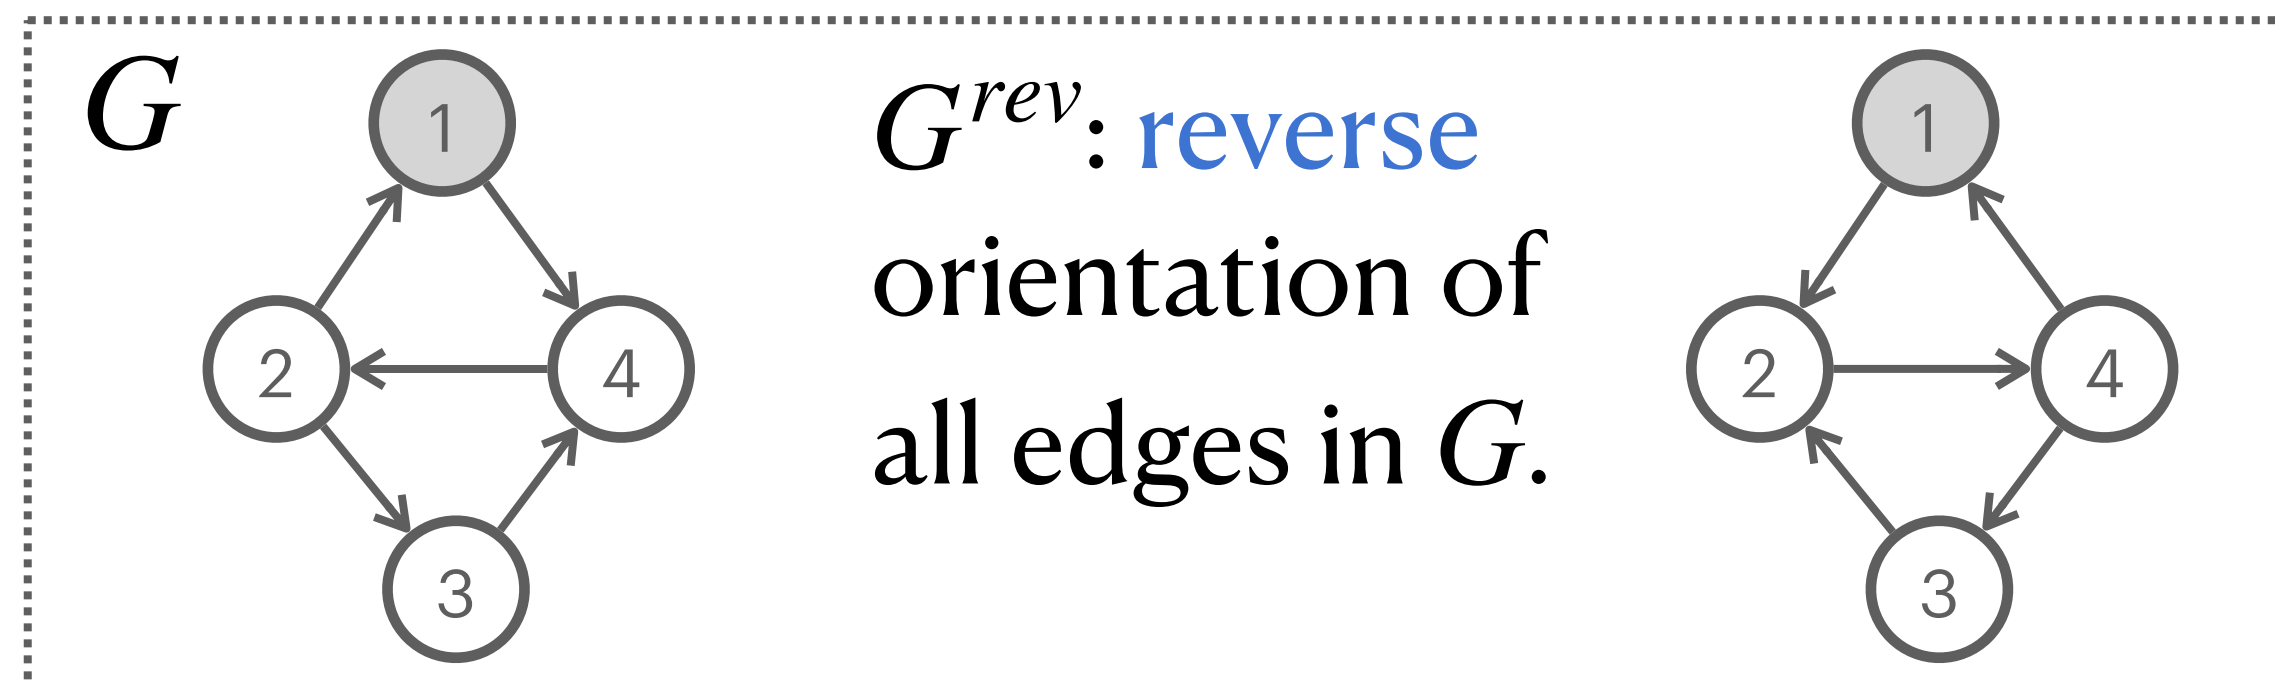 G
1
2
4
3
G^{rev}: reverse
orientation of
all edges in G.
1
2
4
3